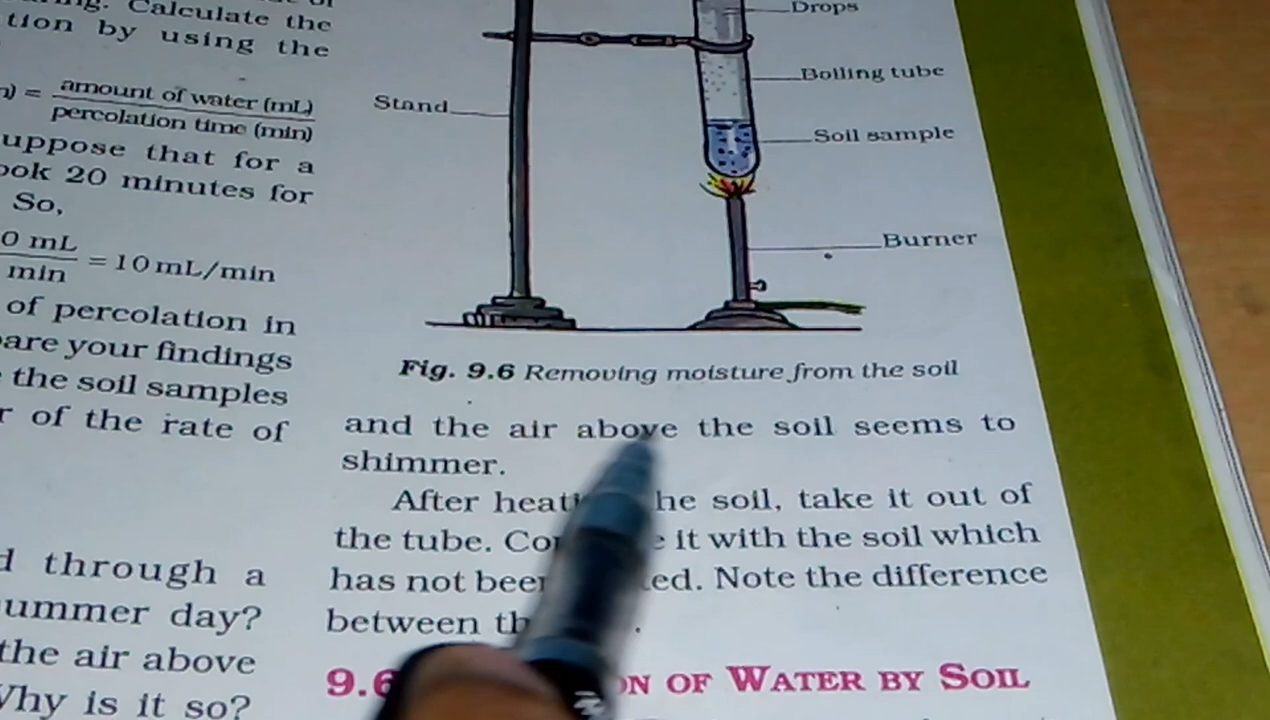 Calculate the
tion by using the
= amount of water (mL)
percolation time (min)
uppose that for a
ook 20 minutes for
So,
0 mL
min
= 10 mL/min
of percolation in
are your findings
the soil samples
r of the rate of
d through a
ummer day?
the air above
Why is it so?
Drops
Boiling tube
Stand
Soil sample
Burner
Fig. 9.6 Removing moisture from the soil
and the air above the soil seems to
shimmer.
After heati he soil, take it out of
the tube. Co e it with the soil which
has not bee ed. Note the difference
between th
9.6 ON OF WATER BY SOIL